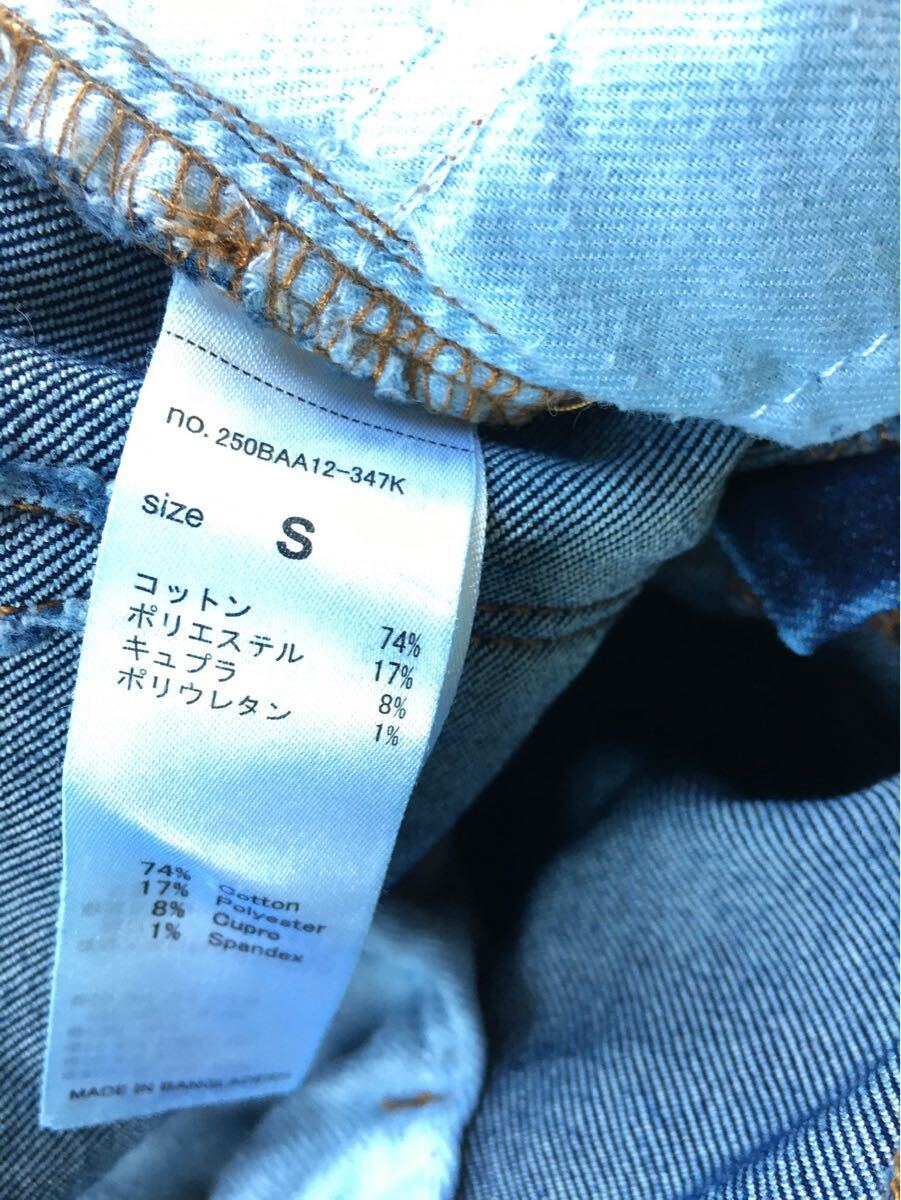 no. 250BAA12-347K
size S
コットン 74%
ポリエステル 17%
キュプラ 8%
ポリウレタン 1%
74% Cotton
17% Polyester
8% Cupro
1% Spandex
MADE IN BANGLADESH